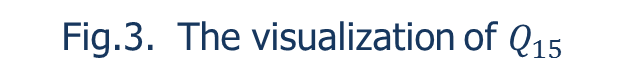 Fig.3. The visualization of Q₁₅